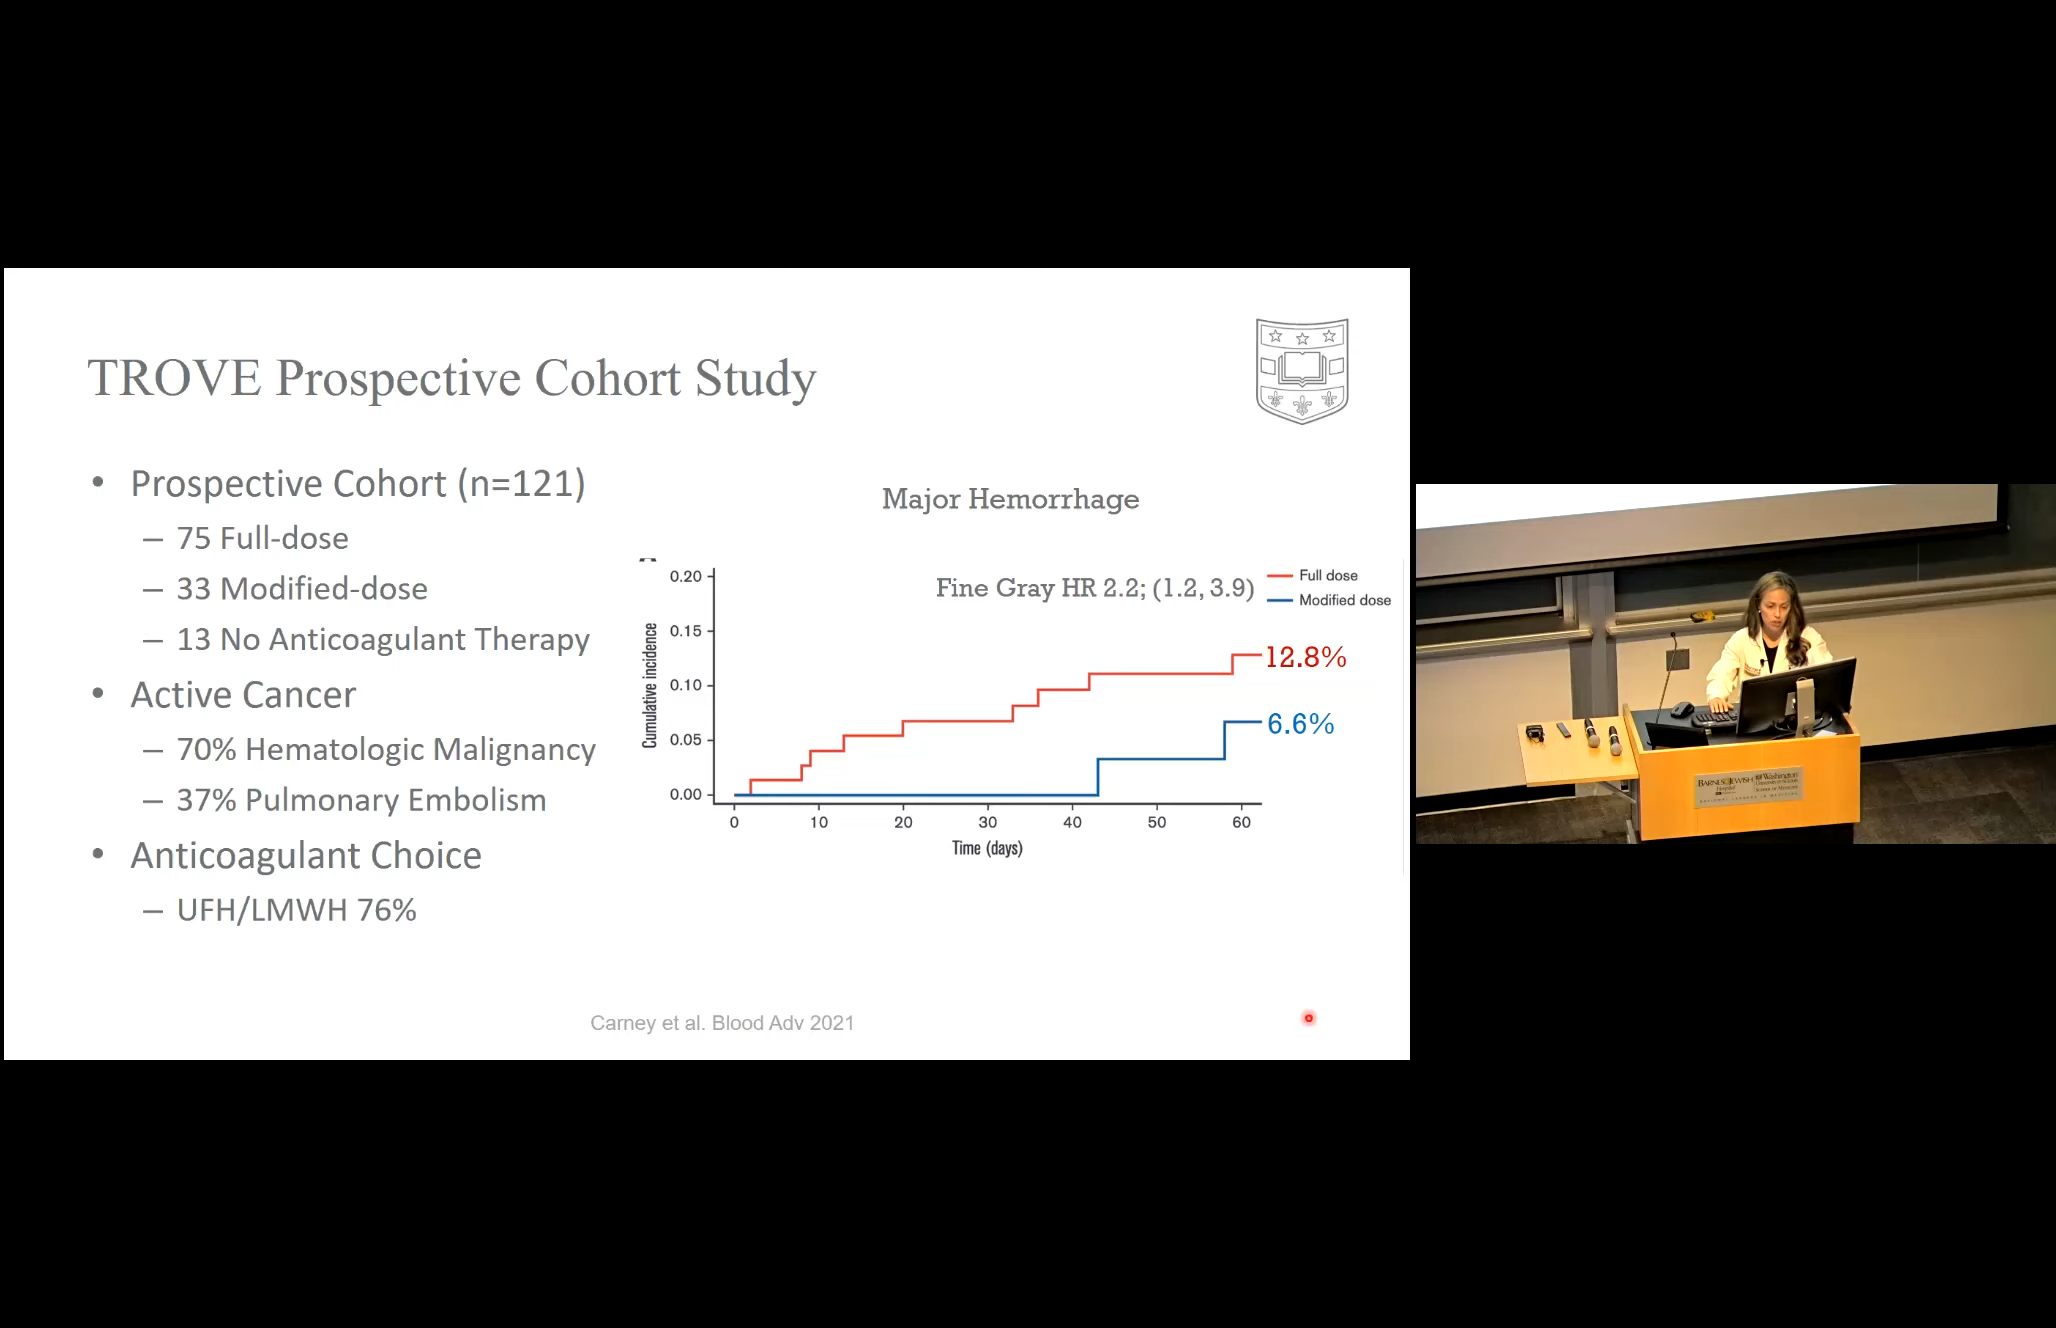 TROVE Prospective Cohort Study
• Prospective Cohort (n=121)
– 75 Full-dose
– 33 Modified-dose
– 13 No Anticoagulant Therapy
• Active Cancer
– 70% Hematologic Malignancy
– 37% Pulmonary Embolism
• Anticoagulant Choice
– UFH/LMWH 76%
Major Hemorrhage
Fine Gray HR 2.2; (1.2, 3.9)
Full dose
Modified dose
Cumulative incidence
0.20
0.15
0.10
0.05
0.00
12.8%
6.6%
0 10 20 30 40 50 60
Time (days)
Carney et al. Blood Adv 2021
BARNES JEWISH
Hospital
Washington